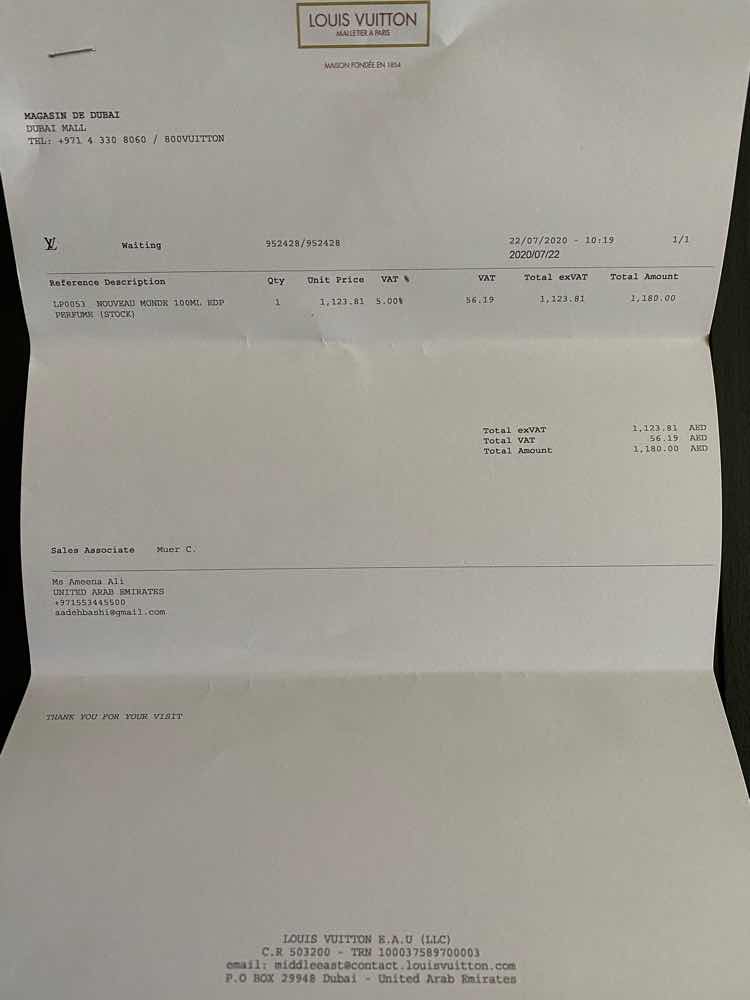 LOUIS VUITTON
MALLETIER A PARIS
MAISON FONDÉE EN 1854
MAGASIN DE DUBAI
DUBAI MALL
TEL: +971 4 330 8060 / 800VUITTON
LV Waiting 952428/952428 22/07/2020 - 10:19 1/1
2020/07/22
Reference Description Qty Unit Price VAT % VAT Total exVAT Total Amount
LP0053 NOUVEAU MONDE 100ML EDP 1 1,123.81 5.00% 56.19 1,123.81 1,180.00
PERFUME (STOCK)
Total exVAT 1,123.81 AED
Total VAT 56.19 AED
Total Amount 1,180.00 AED
Sales Associate Muer C.
Ms Ameena Ali
UNITED ARAB EMIRATES
+971553445500
sadehbashi@gmail.com
THANK YOU FOR YOUR VISIT
LOUIS VUITTON E.A.U (LLC)
C.R 503200 - TRN 100037589700003
email: middleeast@contact.louisvuitton.com
P.O BOX 29948 Dubai - United Arab Emirates